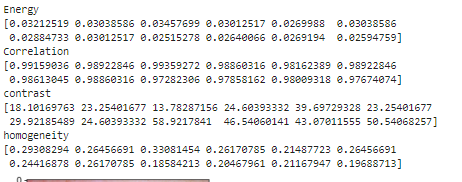 Energy
[0.03212519 0.03038586 0.03457699 0.03012517 0.0269988  0.03038586
 0.02884733 0.03012517 0.02515278 0.02640066 0.0269194  0.02594759]
Correlation
[0.99159036 0.98922846 0.99359272 0.98860316 0.98162389 0.98922846
 0.98613045 0.98860316 0.97282306 0.97858162 0.98009318 0.97674074]
contrast
[18.10169763 23.25401677 13.78287156 24.60393332 39.69729328 23.25401677
 29.92185489 24.60393332 58.9217841  46.54060141 43.07011555 50.54068257]
homogeneity
[0.29308294 0.26456691 0.33081454 0.26170785 0.21487723 0.26456691
 0.24416878 0.26170785 0.18584213 0.20467961 0.21167947 0.19688713]
0